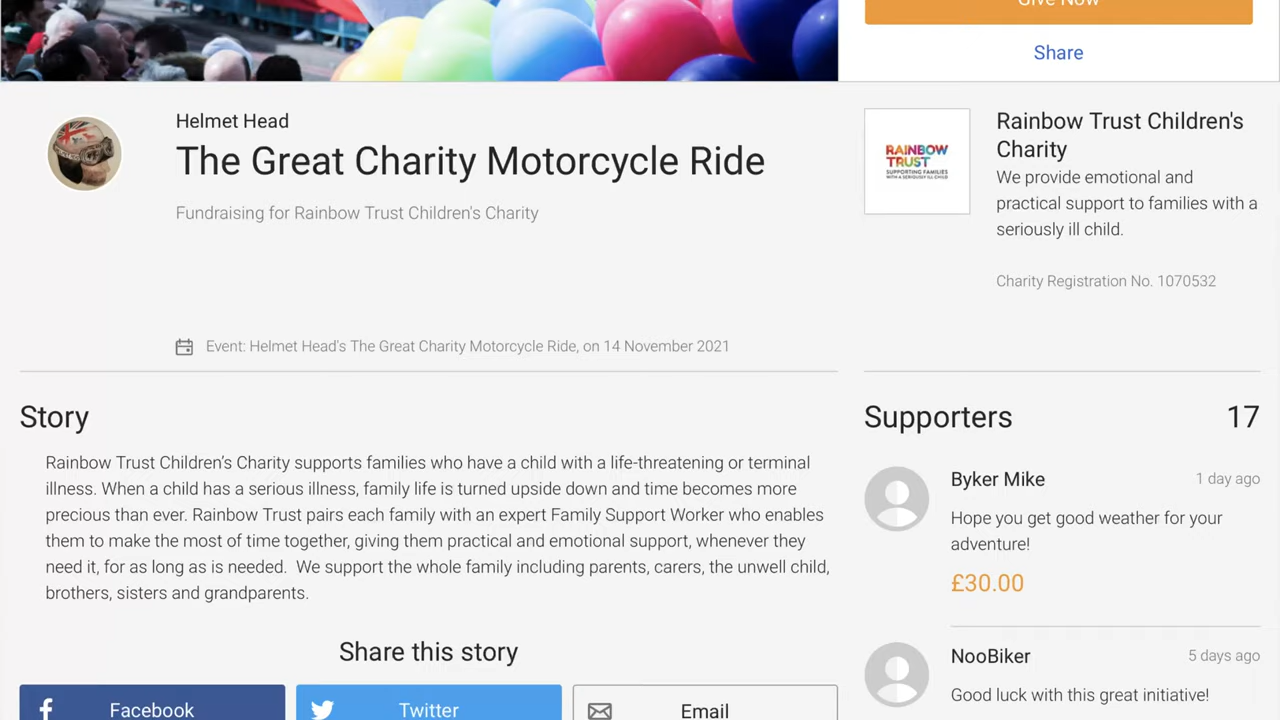 Give Now
Share
Helmet Head
The Great Charity Motorcycle Ride
Fundraising for Rainbow Trust Children's Charity
Event: Helmet Head's The Great Charity Motorcycle Ride, on 14 November 2021
RAINBOW
TRUST
SUPPORTING FAMILIES
WITH A SERIOUSLY ILL CHILD
Rainbow Trust Children's
Charity
We provide emotional and
practical support to families with a
seriously ill child.
Charity Registration No. 1070532
Story
Rainbow Trust Children’s Charity supports families who have a child with a life-threatening or terminal
illness. When a child has a serious illness, family life is turned upside down and time becomes more
precious than ever. Rainbow Trust pairs each family with an expert Family Support Worker who enables
them to make the most of time together, giving them practical and emotional support, whenever they
need it, for as long as is needed.  We support the whole family including parents, carers, the unwell child,
brothers, sisters and grandparents.
Share this story
Facebook
Twitter
Email
Supporters 17
Byker Mike 1 day ago
Hope you get good weather for your
adventure!
£30.00
NooBiker 5 days ago
Good luck with this great initiative!